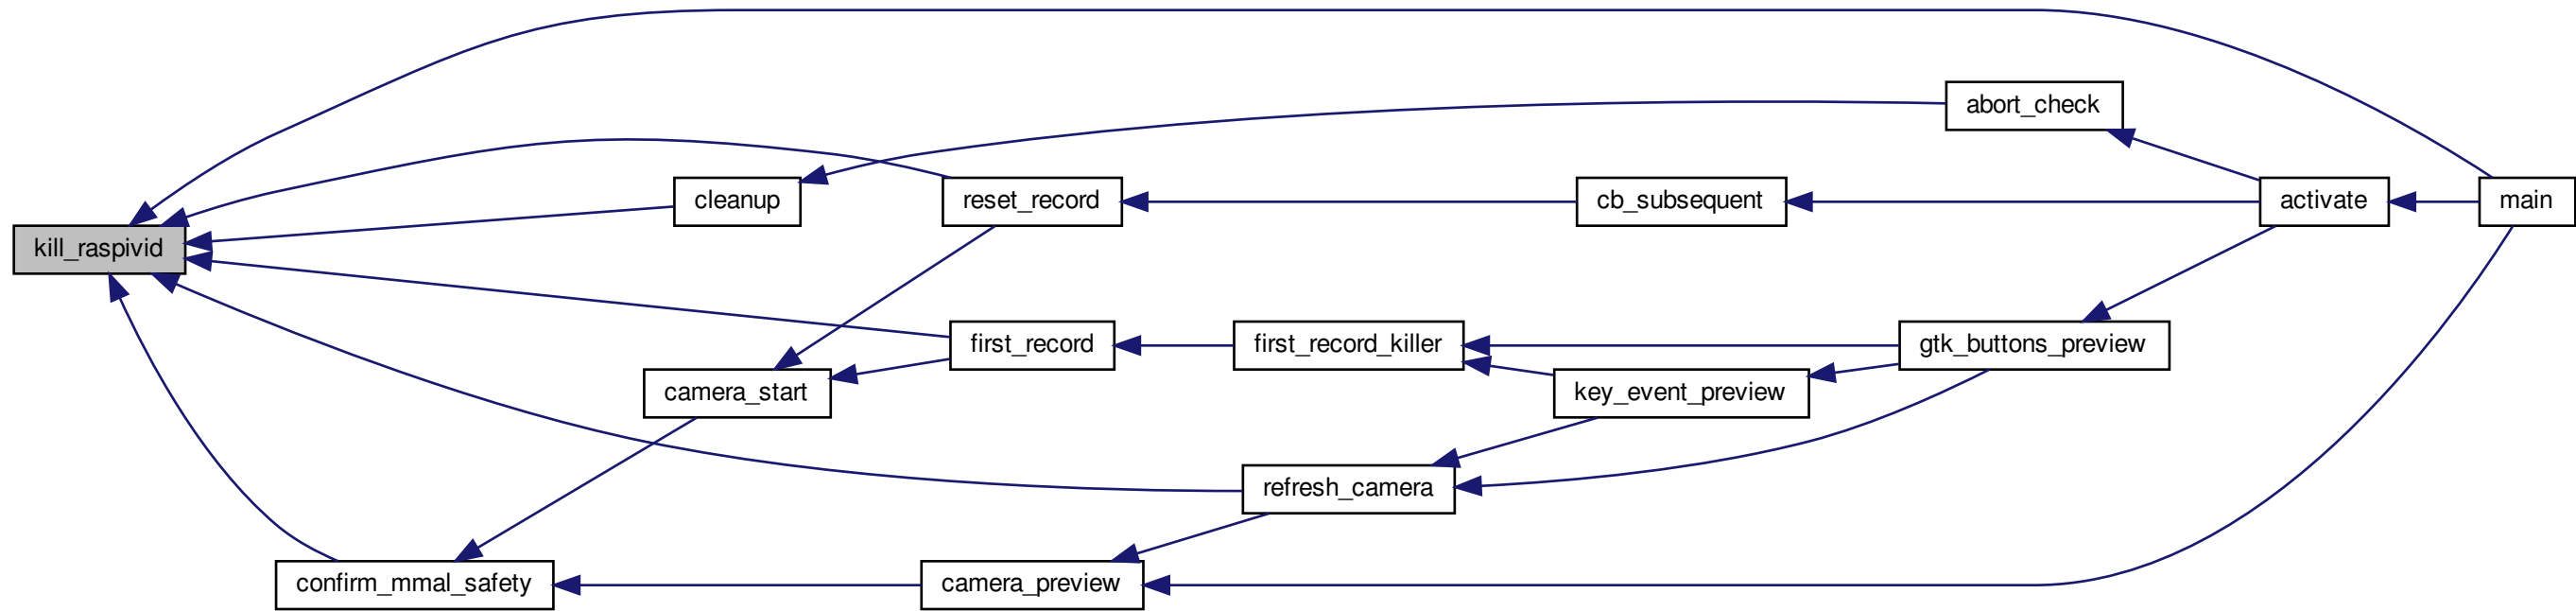 abort_check
cleanup
reset_record
cb_subsequent
activate
main
kill_raspivid
first_record
first_record_killer
gtk_buttons_preview
camera_start
key_event_preview
refresh_camera
confirm_mmal_safety
camera_preview